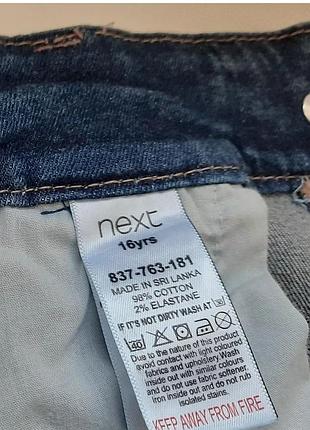 next
16yrs
837-763-181
MADE IN SRI LANKA
98% COTTON
2% ELASTANE
IF IT'S NOT DIRTY WASH AT 30
40
Due to the nature of this product
avoid contact with light coloured
fabrics and upholstery Wash
inside out with similar colours
and do not use fabric softener.
Iron inside out and do not rub
isolated stains.
KEEP AWAY FROM FIRE